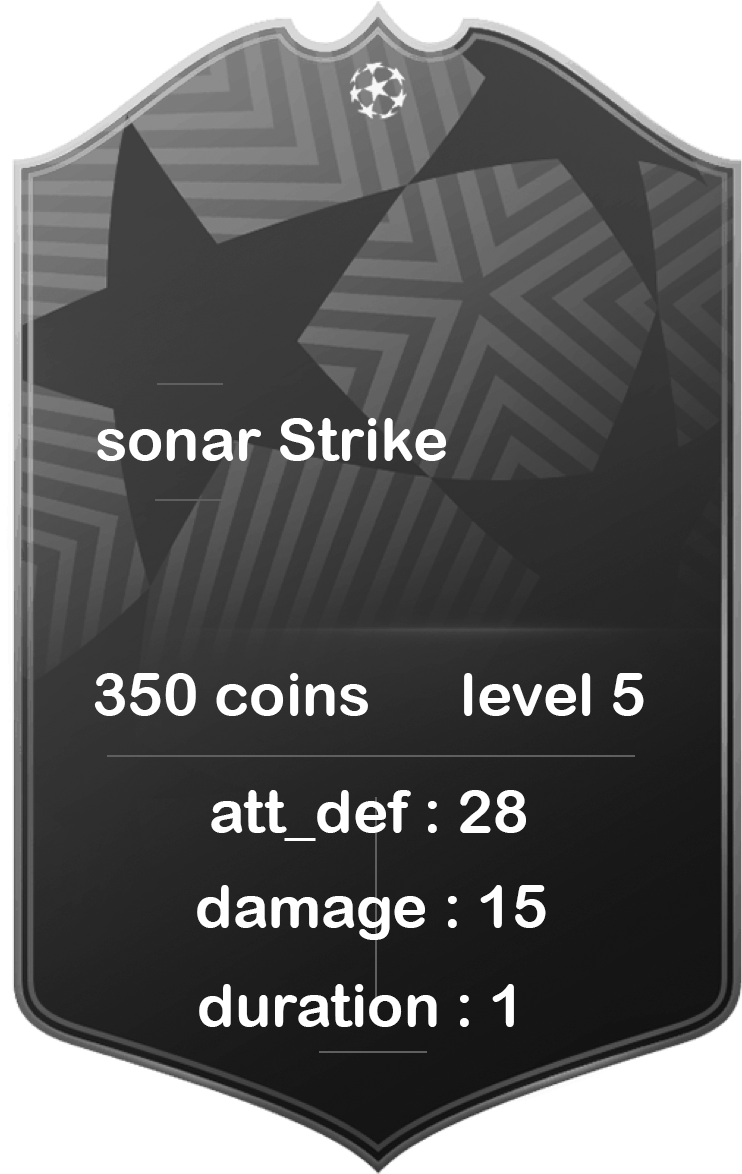 sonar Strike
350 coins level 5
att_def : 28
damage : 15
duration : 1